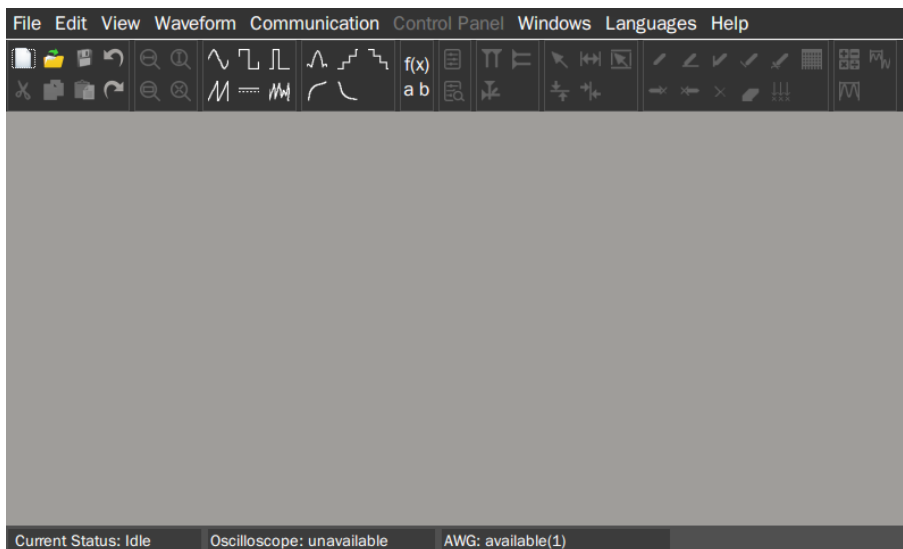 File Edit View Waveform Communication Control Panel Windows Languages Help
f(x)
a b
Current Status: Idle Oscilloscope: unavailable AWG: available(1)